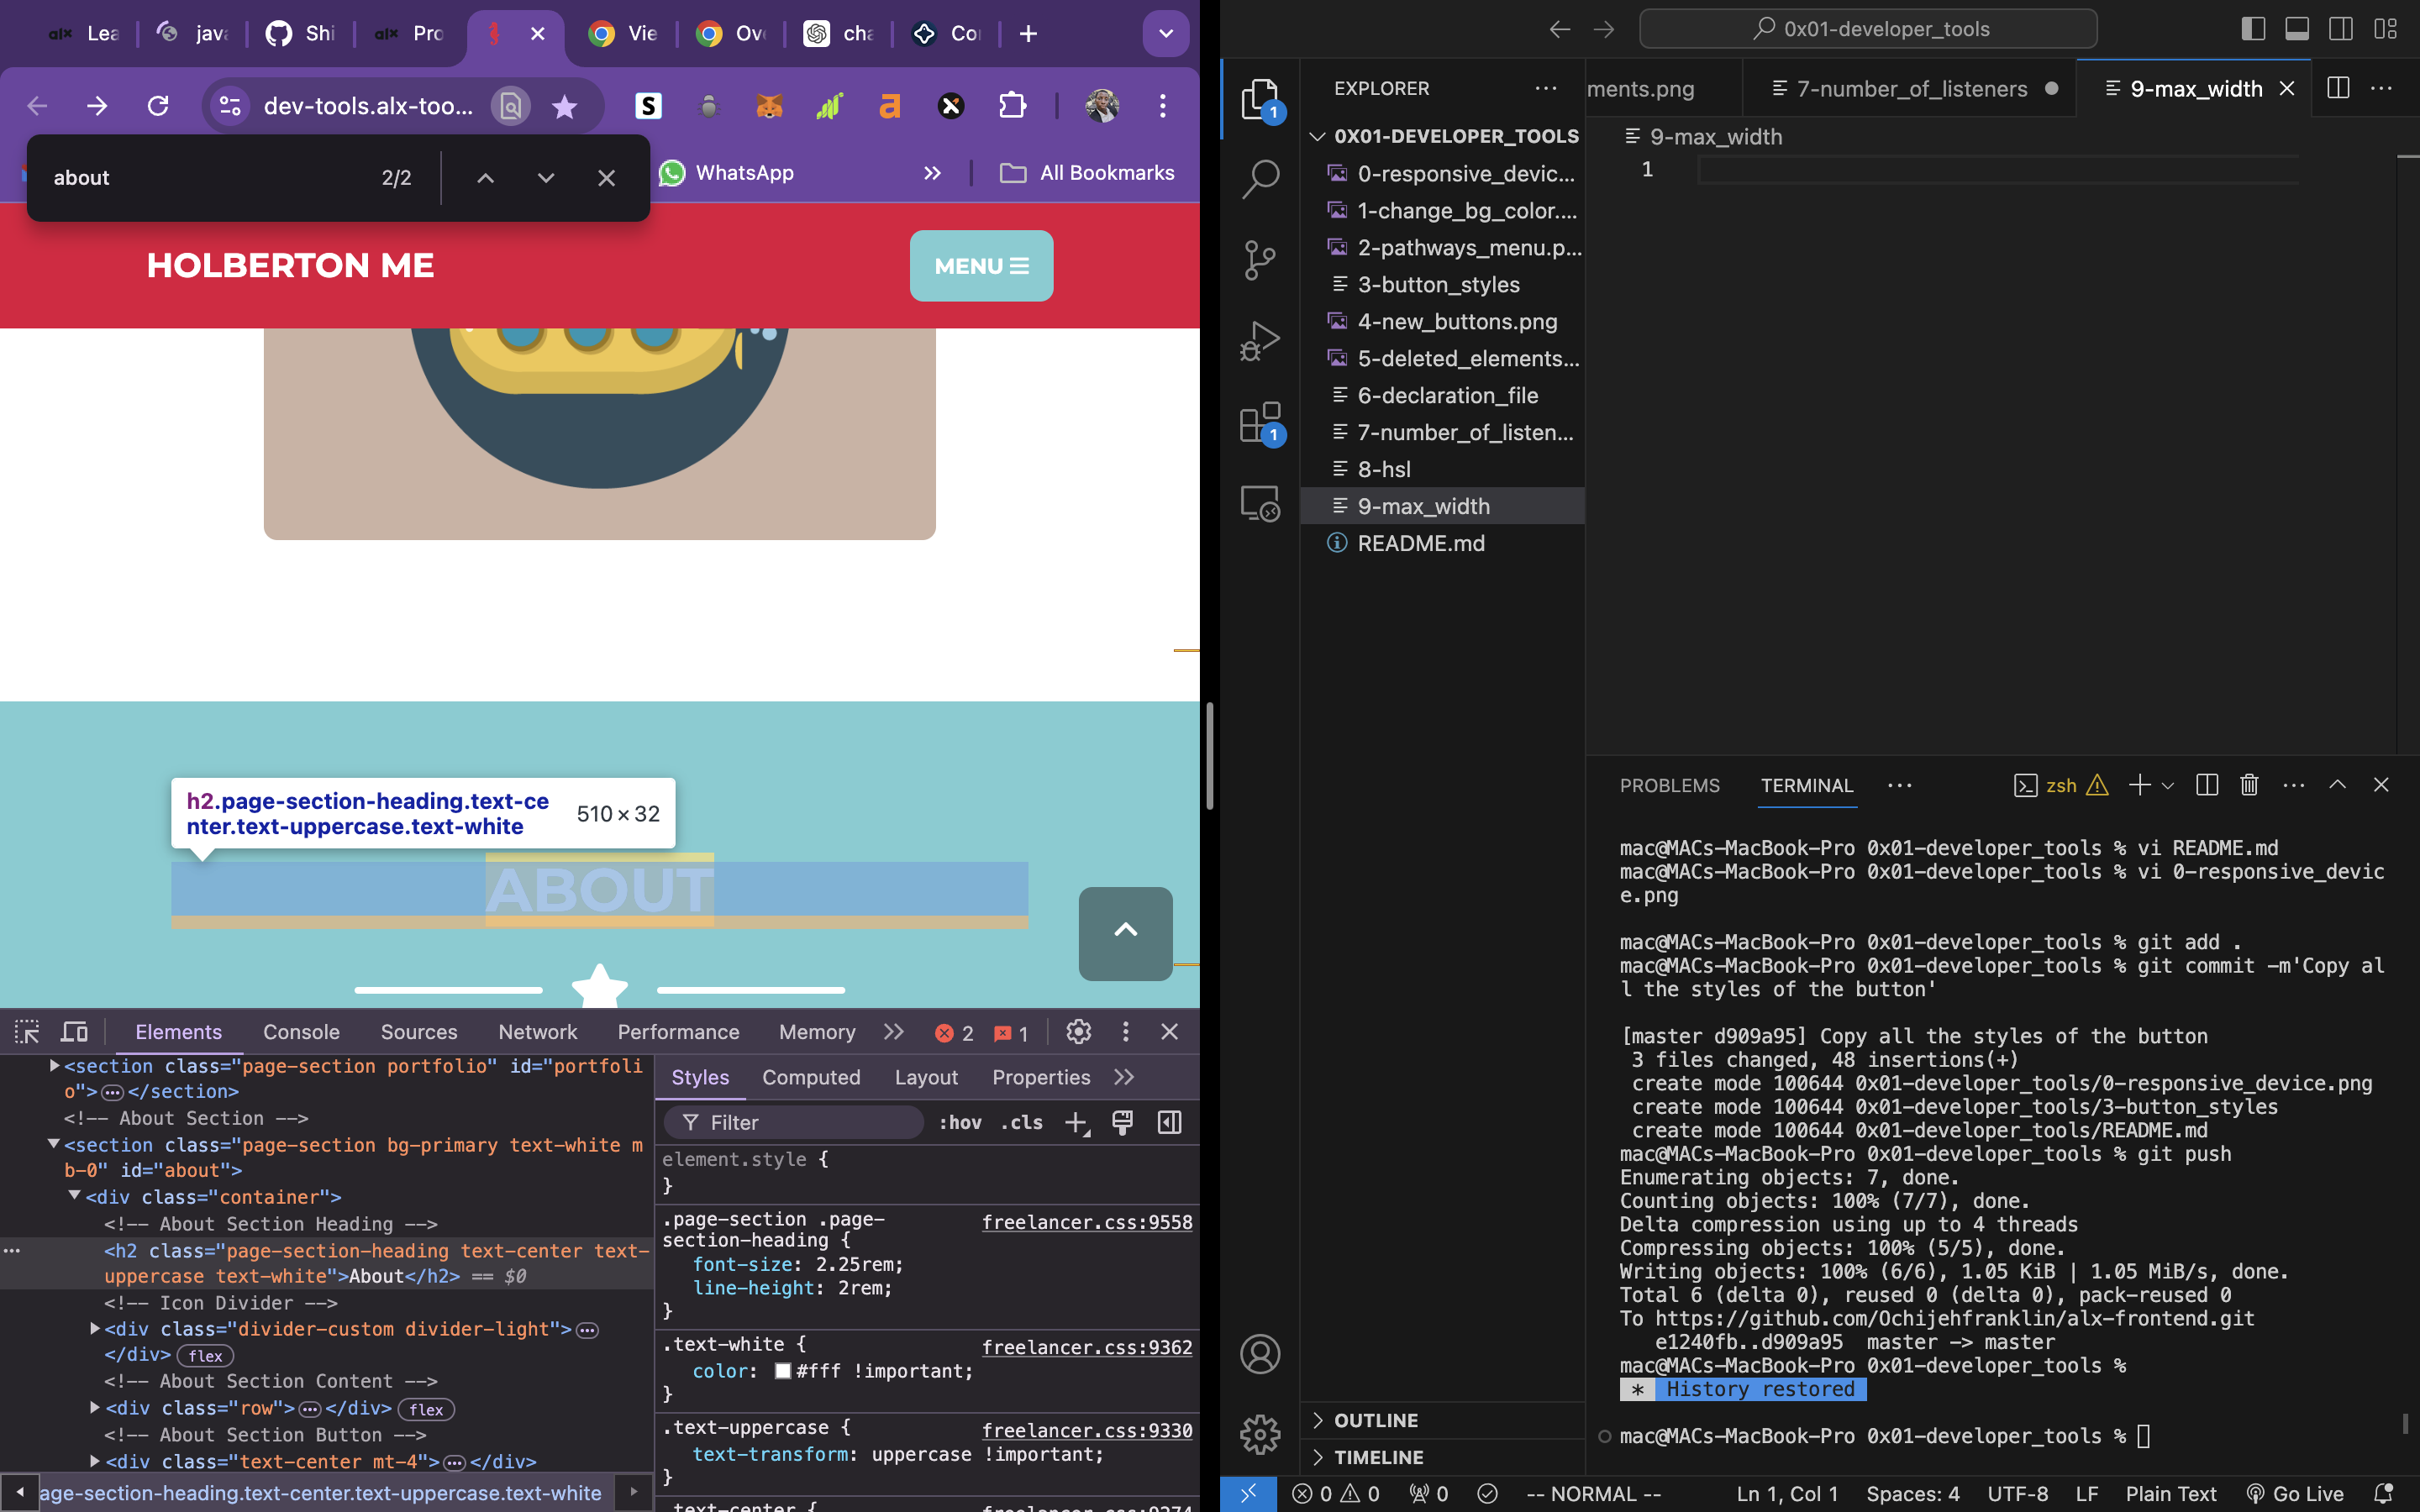 alx Lea
java
Shi
alx Pro
Vie
Ove
cha
Co
dev-tools.alx-too...
about
2/2
WhatsApp
All Bookmarks
HOLBERTON ME
MENU
h2.page-section-heading.text-ce
nter.text-uppercase.text-white
510 × 32
ABOUT
Elements
Console
Sources
Network
Performance
Memory
2
1
<section class="page-section portfolio" id="portfoli
o"> </section>
<!-- About Section -->
<section class="page-section bg-primary text-white m
b-0" id="about">
<div class="container">
<!-- About Section Heading -->
<h2 class="page-section-heading text-center text-
uppercase text-white">About</h2> == $0
<!-- Icon Divider -->
<div class="divider-custom divider-light">
</div> flex
<!-- About Section Content -->
<div class="row"> </div> flex
<!-- About Section Button -->
<div class="text-center mt-4"> </div>
age-section-heading.text-center.text-uppercase.text-white
Styles
Computed
Layout
Properties
Filter
:hov
.cls
element.style {
}
.page-section .page- freelancer.css:9558
section-heading {
font-size: 2.25rem;
line-height: 2rem;
}
.text-white { freelancer.css:9362
color: #fff !important;
}
.text-uppercase { freelancer.css:9330
text-transform: uppercase !important;
}
.text-center { freelancer.css:9274
0x01-developer_tools
1
1
EXPLORER
0X01-DEVELOPER_TOOLS
0-responsive_devic...
1-change_bg_color....
2-pathways_menu.p...
3-button_styles
4-new_buttons.png
5-deleted_elements...
6-declaration_file
7-number_of_listen...
8-hsl
9-max_width
README.md
OUTLINE
TIMELINE
ments.png
7-number_of_listeners
9-max_width
9-max_width
1
PROBLEMS
TERMINAL
zsh
mac@MACs-MacBook-Pro 0x01-developer_tools % vi README.md
mac@MACs-MacBook-Pro 0x01-developer_tools % vi 0-responsive_devic
e.png
mac@MACs-MacBook-Pro 0x01-developer_tools % git add .
mac@MACs-MacBook-Pro 0x01-developer_tools % git commit -m'Copy al
l the styles of the button'
[master d909a95] Copy all the styles of the button
3 files changed, 48 insertions(+)
create mode 100644 0x01-developer_tools/0-responsive_device.png
create mode 100644 0x01-developer_tools/3-button_styles
create mode 100644 0x01-developer_tools/README.md
mac@MACs-MacBook-Pro 0x01-developer_tools % git push
Enumerating objects: 7, done.
Counting objects: 100% (7/7), done.
Delta compression using up to 4 threads
Compressing objects: 100% (5/5), done.
Writing objects: 100% (6/6), 1.05 KiB | 1.05 MiB/s, done.
Total 6 (delta 0), reused 0 (delta 0), pack-reused 0
To https://github.com/Ochijehfranklin/alx-frontend.git
e1240fb..d909a95 master -> master
mac@MACs-MacBook-Pro 0x01-developer_tools %
* History restored
mac@MACs-MacBook-Pro 0x01-developer_tools %
0 0 0 -- NORMAL -- Ln 1, Col 1 Spaces: 4 UTF-8 LF Plain Text Go Live